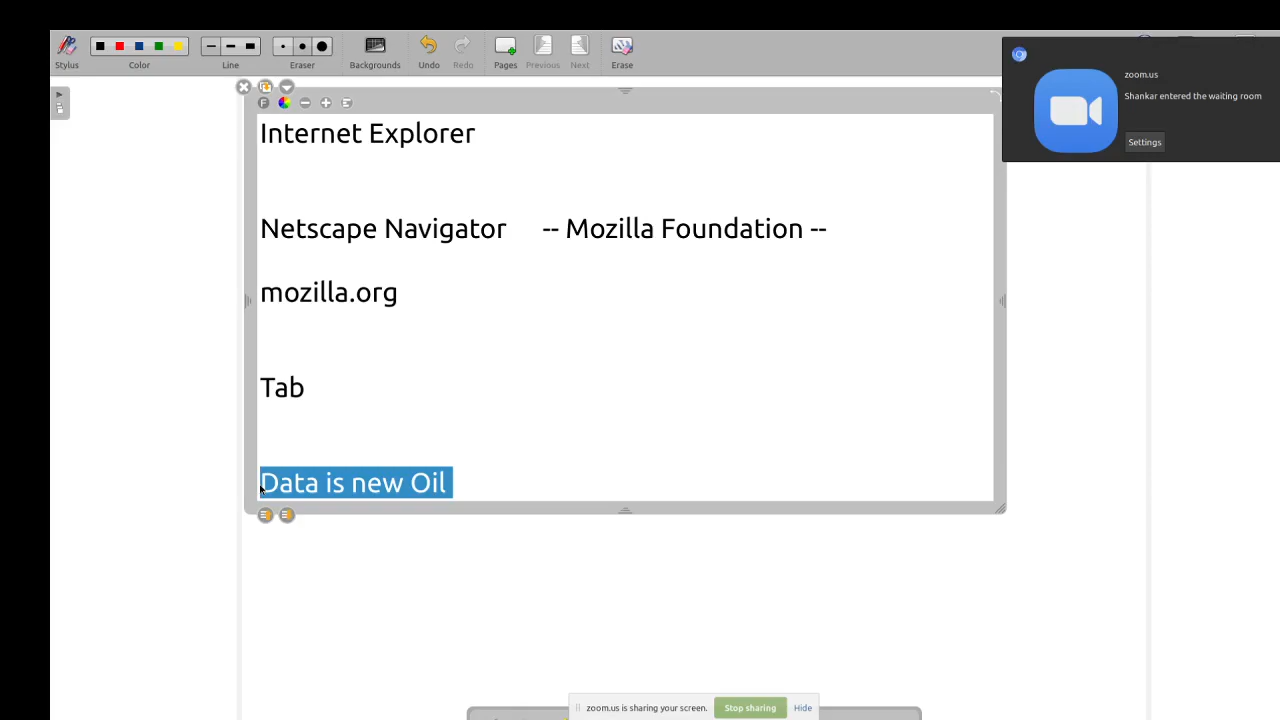 Stylus
Color
Line
Eraser
Backgrounds
Undo
Redo
Pages
Previous
Next
Erase
zoom.us
Shankar entered the waiting room
Settings
Internet Explorer
Netscape Navigator -- Mozilla Foundation --
mozilla.org
Tab
Data is new Oil
zoom.us is sharing your screen.
Stop sharing
Hide